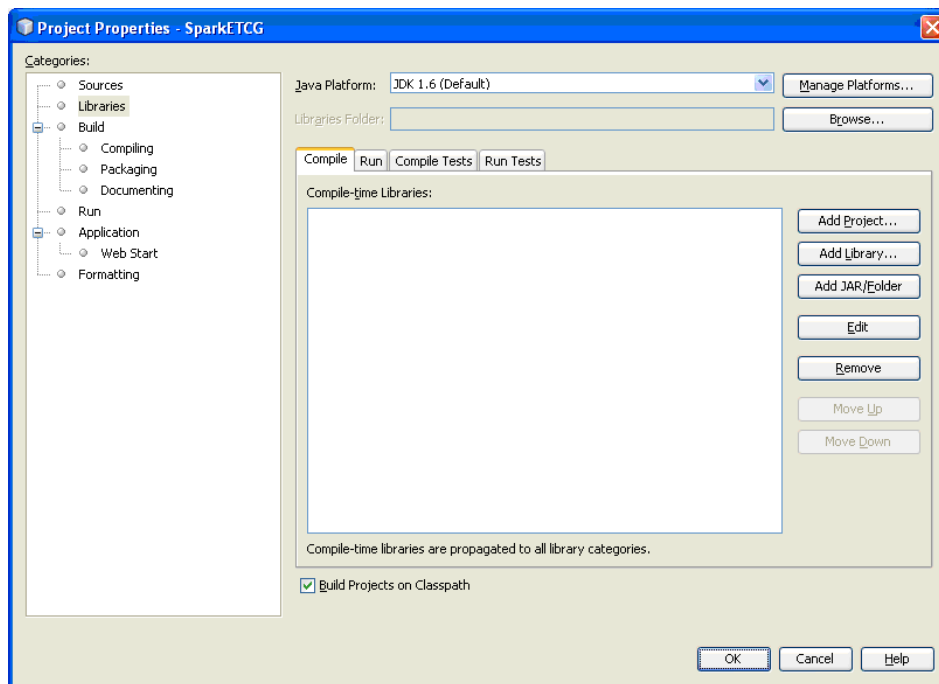 Project Properties - SparkETCG
Categories:
Sources
Libraries
Build
Compiling
Packaging
Documenting
Run
Application
Web Start
Formatting
Java Platform: JDK 1.6 (Default) Manage Platforms...
Libraries Folder: Browse...
Compile Run Compile Tests Run Tests
Compile-time Libraries:
Add Project...
Add Library...
Add JAR/Folder
Edit
Remove
Move Up
Move Down
Compile-time libraries are propagated to all library categories.
Build Projects on Classpath
OK Cancel Help